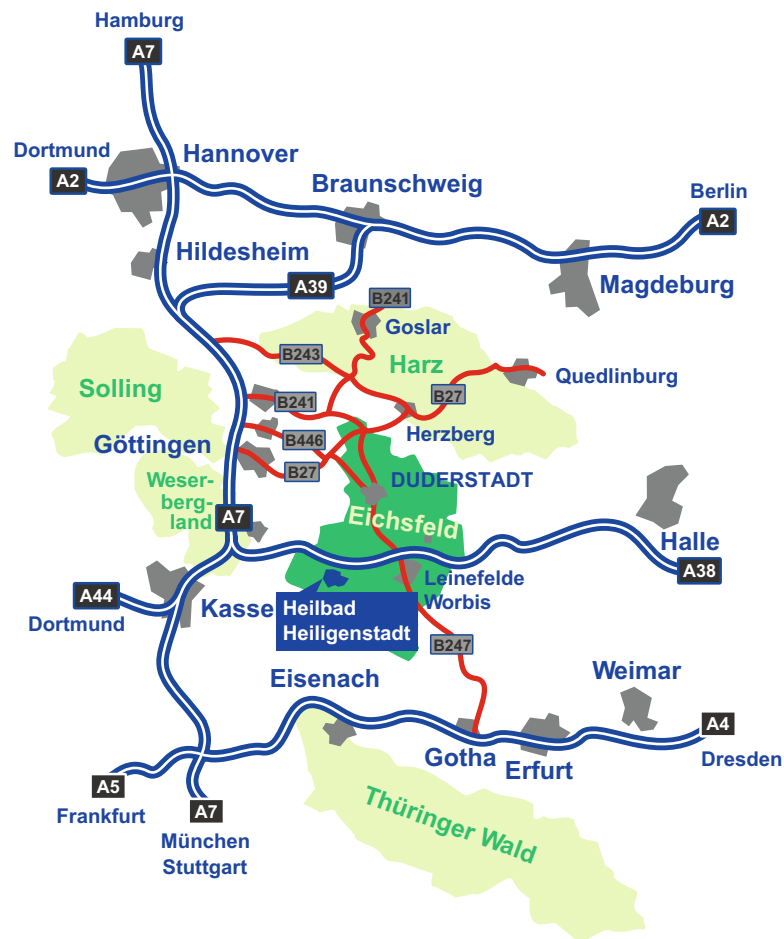 Hamburg
A7
Dortmund
Hannover
A2
Braunschweig
Berlin
A2
Hildesheim
Magdeburg
A39
B241
Goslar
B243
Harz
Solling
Quedlinburg
B27
B241
Herzberg
Göttingen
B446
B27
DUDERSTADT
Weser-
berg-
land
A7
Eichsfeld
Halle
A38
Leinefelde
Worbis
A44
Dortmund
Kasse
Heilbad
Heiligenstadt
B247
Eisenach
Weimar
A4
Dresden
Gotha
Erfurt
A5
Frankfurt
A7
München
Stuttgart
Thüringer Wald